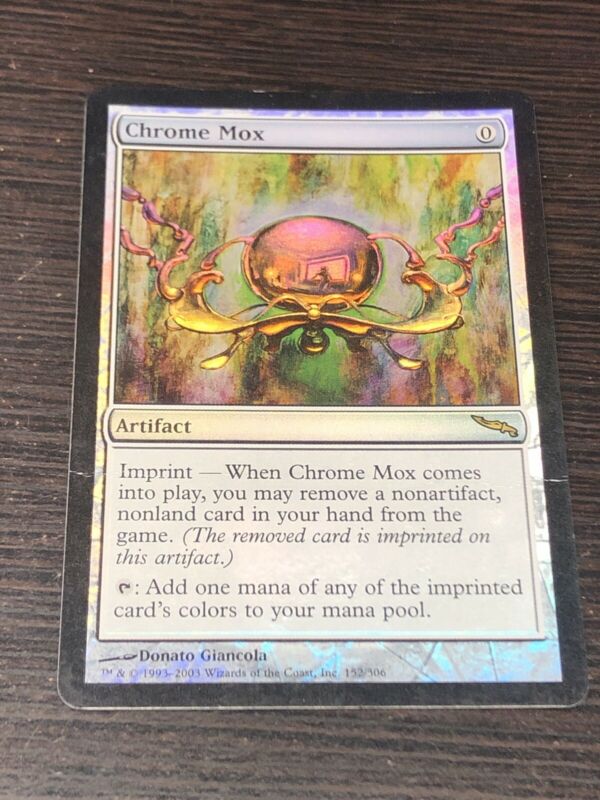 Chrome Mox 0
Artifact
Imprint — When Chrome Mox comes
into play, you may remove a nonartifact,
nonland card in your hand from the
game. (The removed card is imprinted on
this artifact.)
: Add one mana of any of the imprinted
card's colors to your mana pool.
Donato Giancola
™ & © 1993–2003 Wizards of the Coast, Inc. 152/306